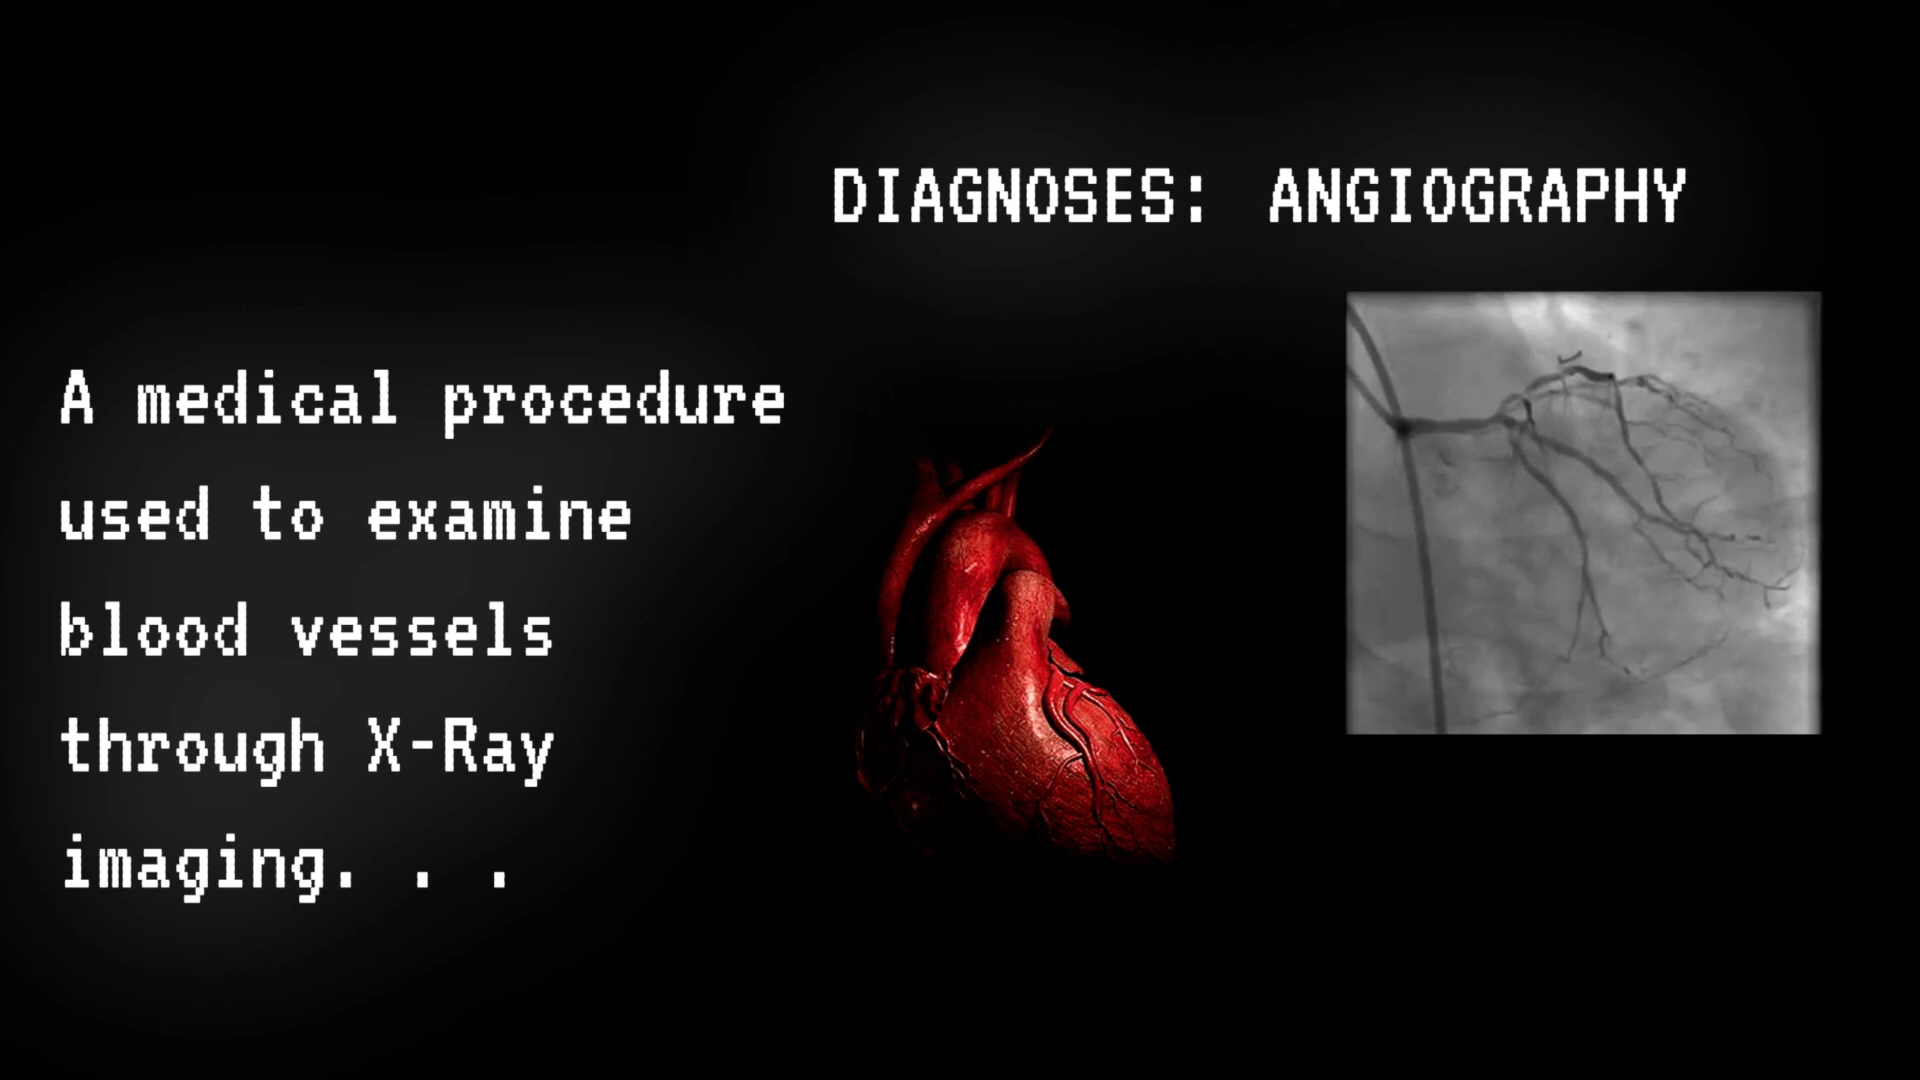 DIAGNOSES: ANGIOGRAPHY
A medical procedure
used to examine
blood vessels
through X-Ray
imaging. . .